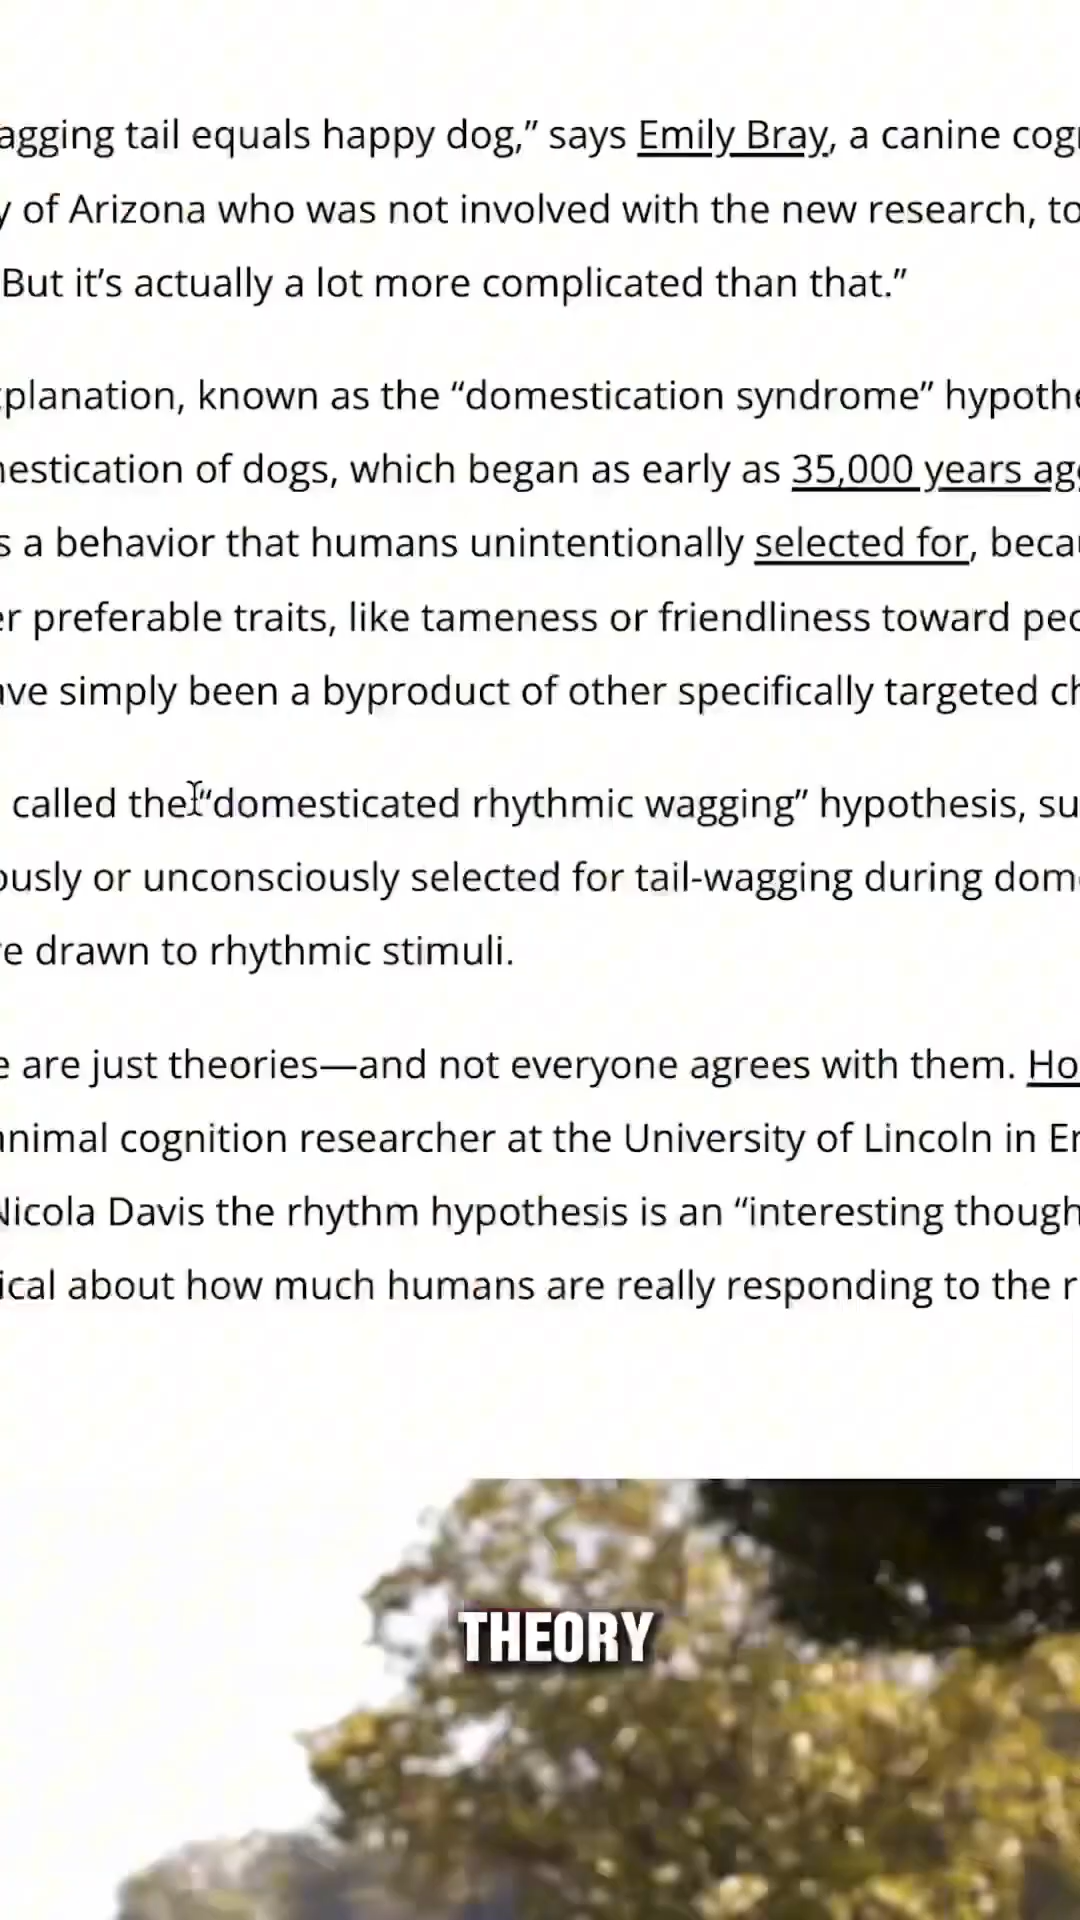 agging tail equals happy dog,” says Emily Bray, a canine cog
y of Arizona who was not involved with the new research, to
But it’s actually a lot more complicated than that.”
xplanation, known as the “domestication syndrome” hypothe
nestication of dogs, which began as early as 35,000 years ag
s a behavior that humans unintentionally selected for, beca
er preferable traits, like tameness or friendliness toward peo
ave simply been a byproduct of other specifically targeted ch
called the “domesticated rhythmic wagging” hypothesis, su
ously or unconsciously selected for tail-wagging during dom
re drawn to rhythmic stimuli.
e are just theories—and not everyone agrees with them. Ho
animal cognition researcher at the University of Lincoln in En
Nicola Davis the rhythm hypothesis is an “interesting though
ical about how much humans are really responding to the r
THEORY